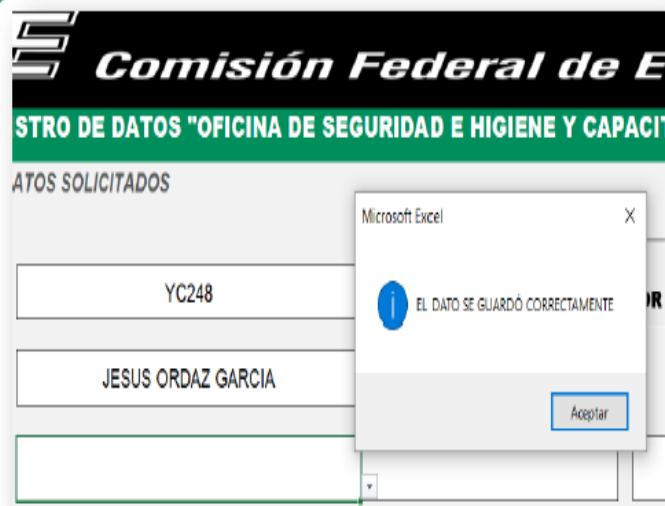 Comisión Federal de E
STRO DE DATOS "OFICINA DE SEGURIDAD E HIGIENE Y CAPACIT
ATOS SOLICITADOS
Microsoft Excel
YC248
EL DATO SE GUARDÓ CORRECTAMENTE
OR
JESUS ORDAZ GARCIA
Aceptar